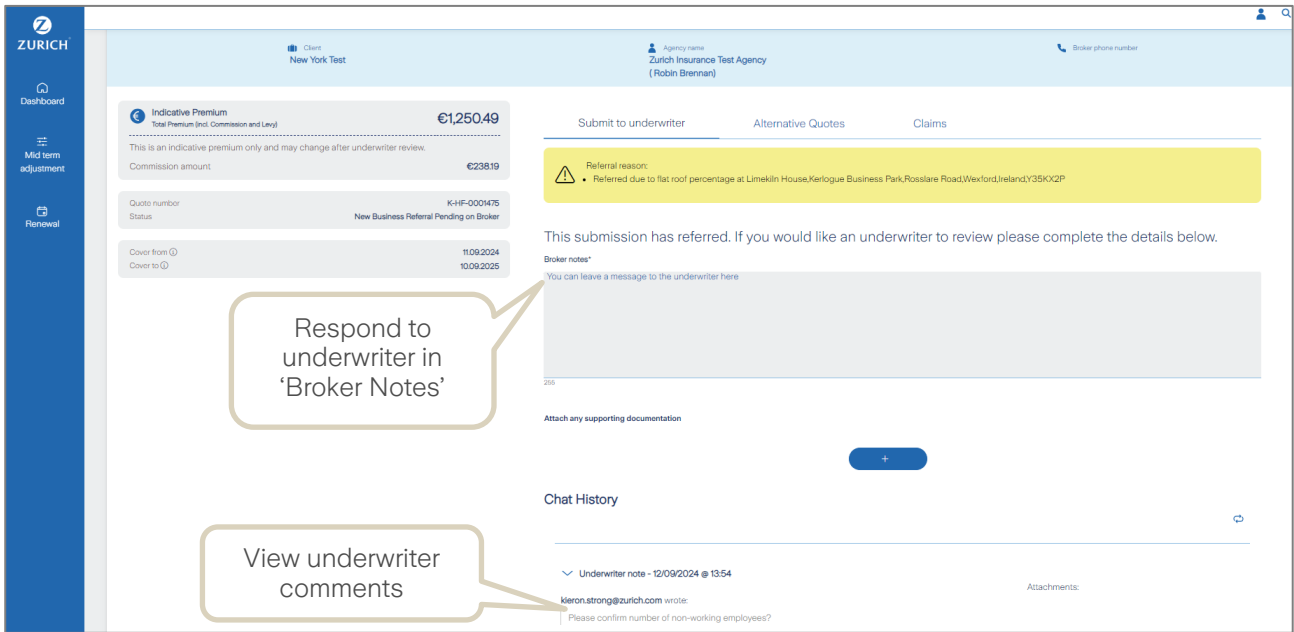 ZURICH
Dashboard
Mid term
adjustment
Renewal
Client
New York Test
Agency name
Zurich Insurance Test Agency
( Robin Brennan)
Broker phone number
Indicative Premium
Total Premium (incl. Commission and Levy)
€1,250.49
This is an indicative premium only and may change after underwriter review.
Commission amount €238.19
Quote number K-HF-0001475
Status New Business Referral Pending on Broker
Cover from 11.09.2024
Cover to 10.09.2025
Submit to underwriter Alternative Quotes Claims
Referral reason:
• Referred due to flat roof percentage at Limekiln House,Kerlogue Business Park,Rosslare Road,Wexford,Ireland,Y35KX2P
This submission has referred. If you would like an underwriter to review please complete the details below.
Broker notes*
You can leave a message to the underwriter here
255
Respond to
underwriter in
‘Broker Notes’
Attach any supporting documentation
+
Chat History
View underwriter
comments
Underwriter note - 12/09/2024 @ 13:54
Attachments:
kieron.strong@zurich.com wrote:
Please confirm number of non-working employees?